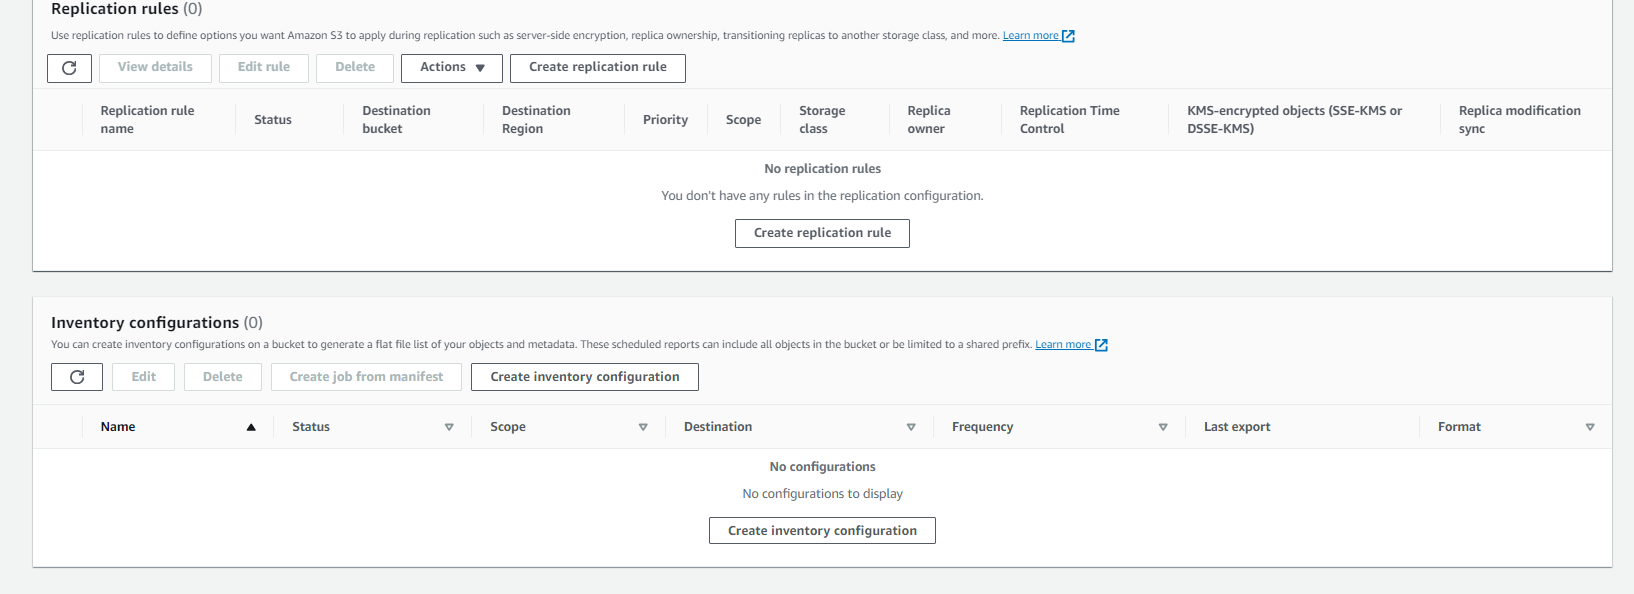 Replication rules (0)
Use replication rules to define options you want Amazon S3 to apply during replication such as server-side encryption, replica ownership, transitioning replicas to another storage class, and more. Learn more
View details Edit rule Delete Actions Create replication rule
Replication rule name Status Destination bucket Destination Region Priority Scope Storage class Replica owner Replication Time Control KMS-encrypted objects (SSE-KMS or DSSE-KMS) Replica modification sync
No replication rules
You don't have any rules in the replication configuration.
Create replication rule
Inventory configurations (0)
You can create inventory configurations on a bucket to generate a flat file list of your objects and metadata. These scheduled reports can include all objects in the bucket or be limited to a shared prefix. Learn more
Edit Delete Create job from manifest Create inventory configuration
Name Status Scope Destination Frequency Last export Format
No configurations
No configurations to display
Create inventory configuration